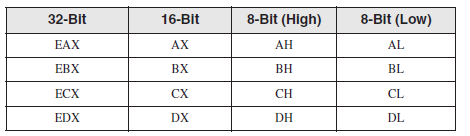 32-Bit 16-Bit 8-Bit (High) 8-Bit (Low)
EAX AX AH AL
EBX BX BH BL
ECX CX CH CL
EDX DX DH DL